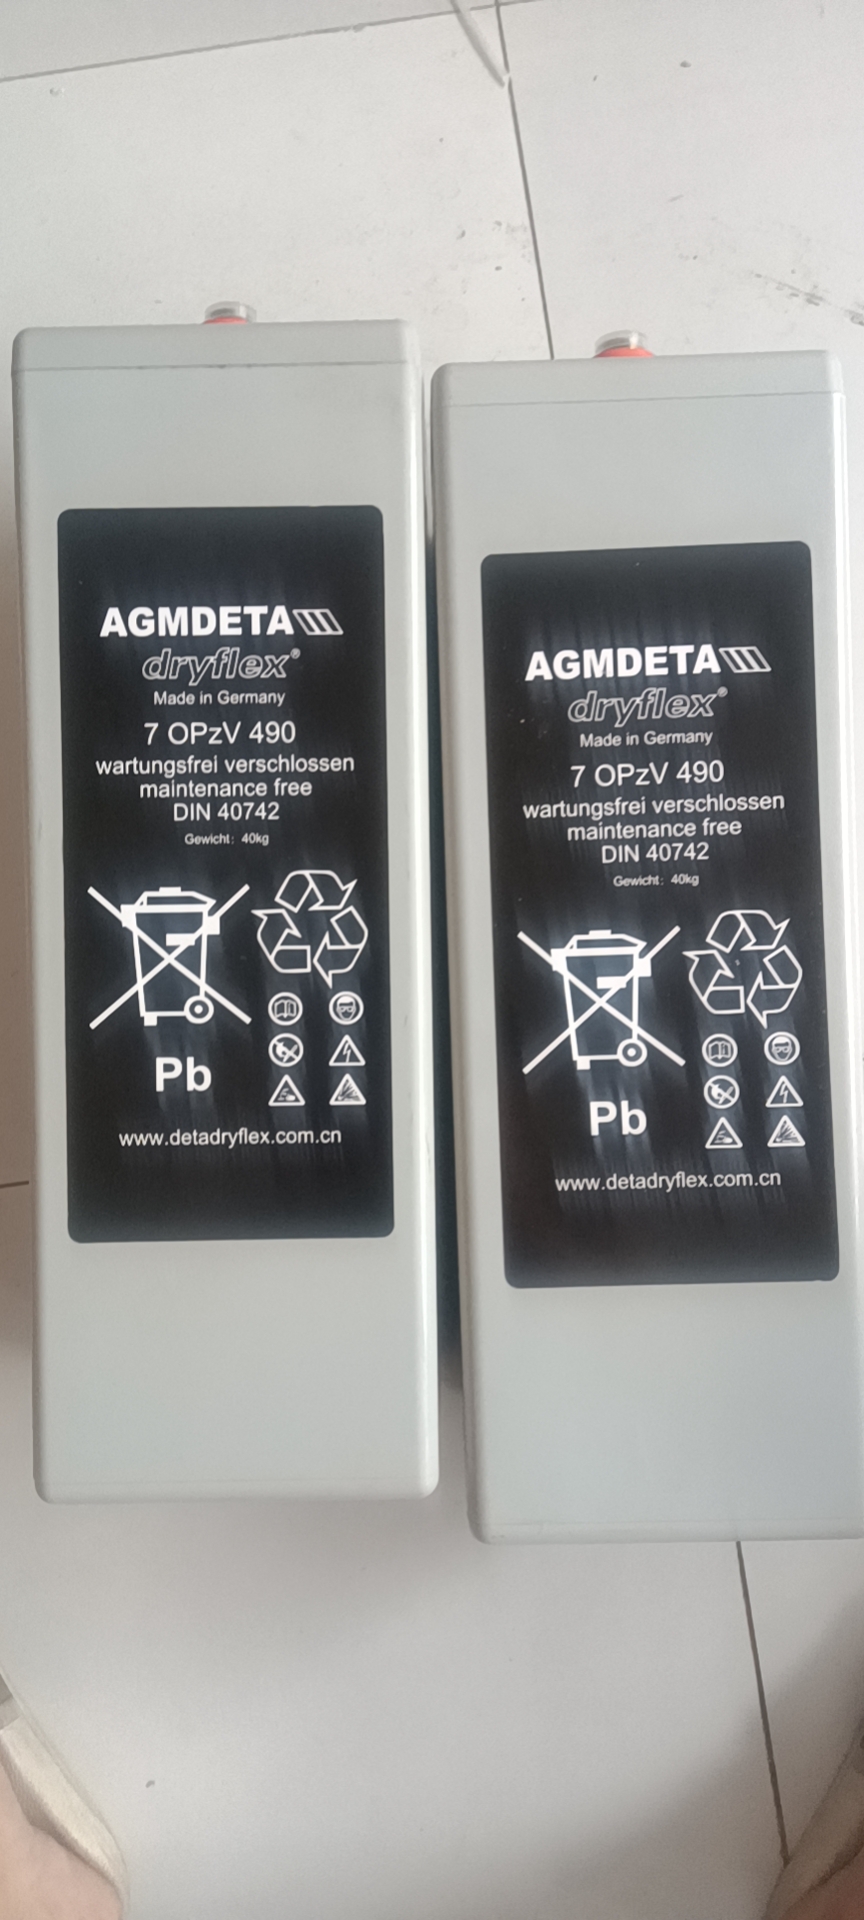 AGMDETA
dryflex®
Made in Germany
7 OPzV 490
wartungsfrei verschlossen
maintenance free
DIN 40742
Gewicht: 40kg
Pb
www.detadryflex.com.cn
AGMDETA
dryflex®
Made in Germany
7 OPzV 490
wartungsfrei verschlossen
maintenance free
DIN 40742
Gewicht: 40kg
Pb
www.detadryflex.com.cn